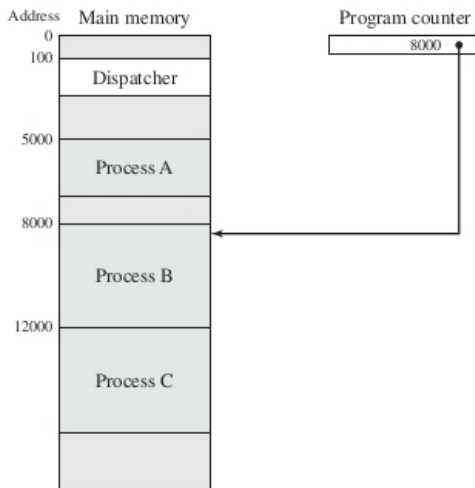 Address
Main memory
Program counter
0
8000
100
Dispatcher
5000
Process A
8000
Process B
12000
Process C